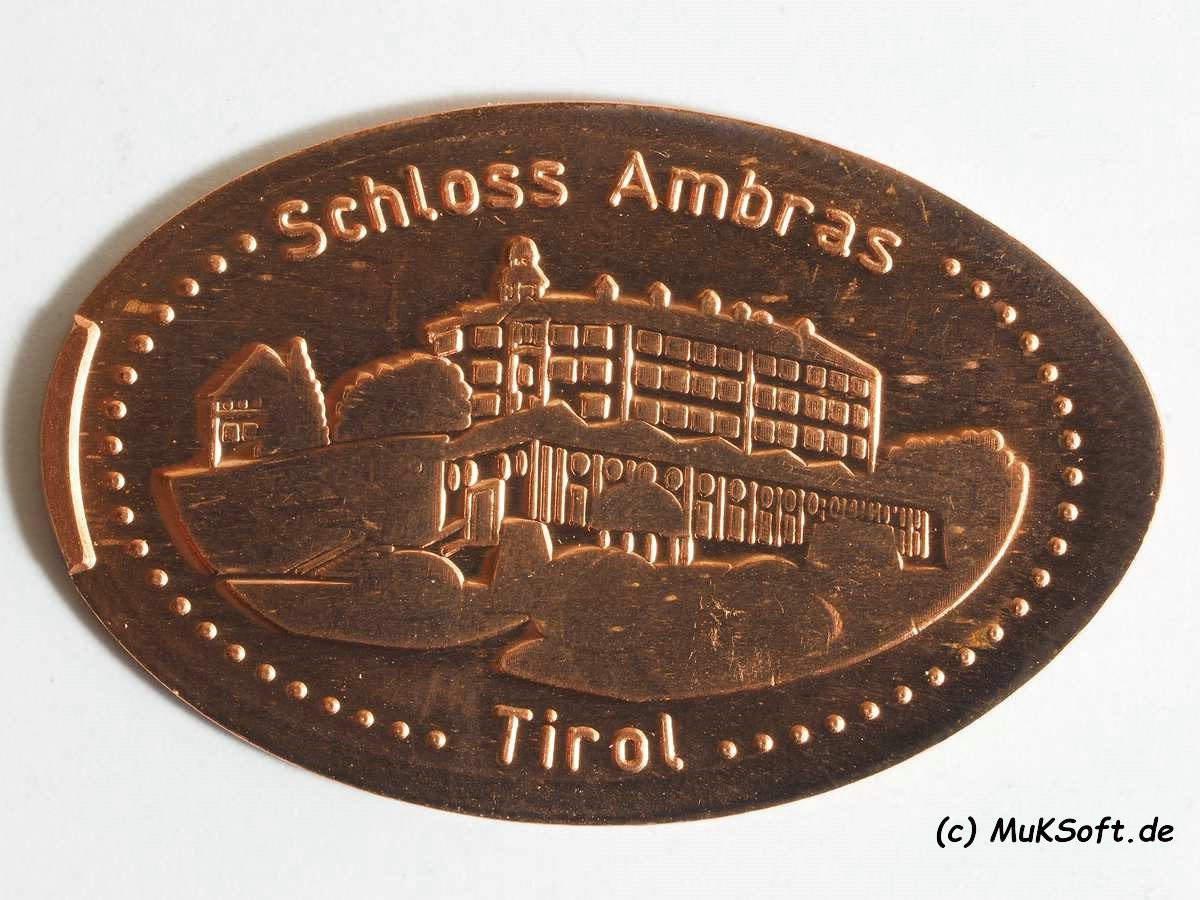 Schloss Ambras
Tirol
(c) MuKSoft.de